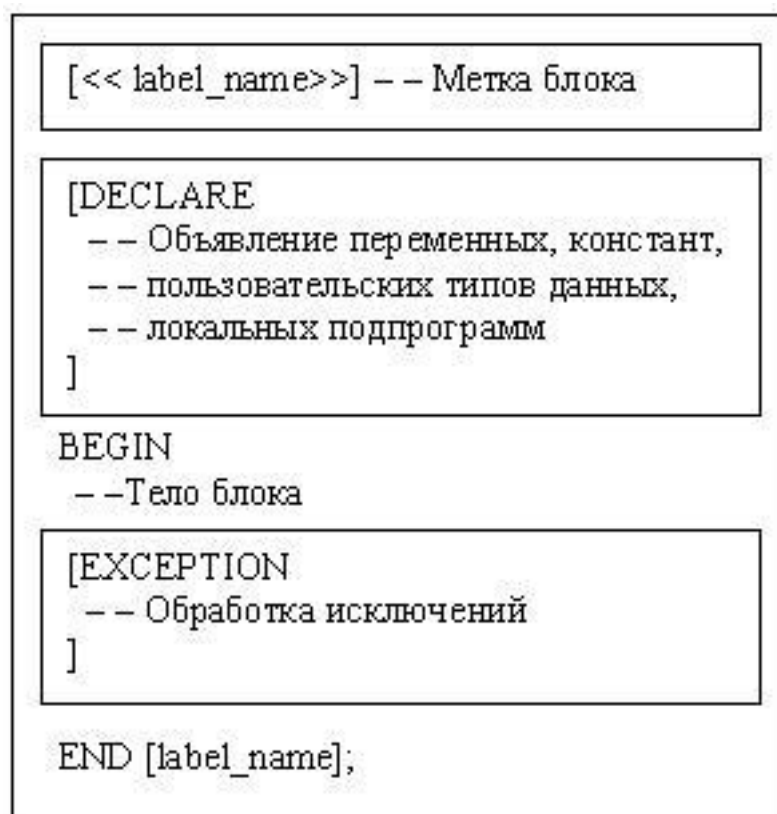 [<< label_name>>] – – Метка блока
[DECLARE
– – Объявление переменных, констант,
– – пользовательских типов данных,
– – локальных подпрограмм
]
BEGIN
– –Тело блока
[EXCEPTION
– – Обработка исключений
]
END [label_name];